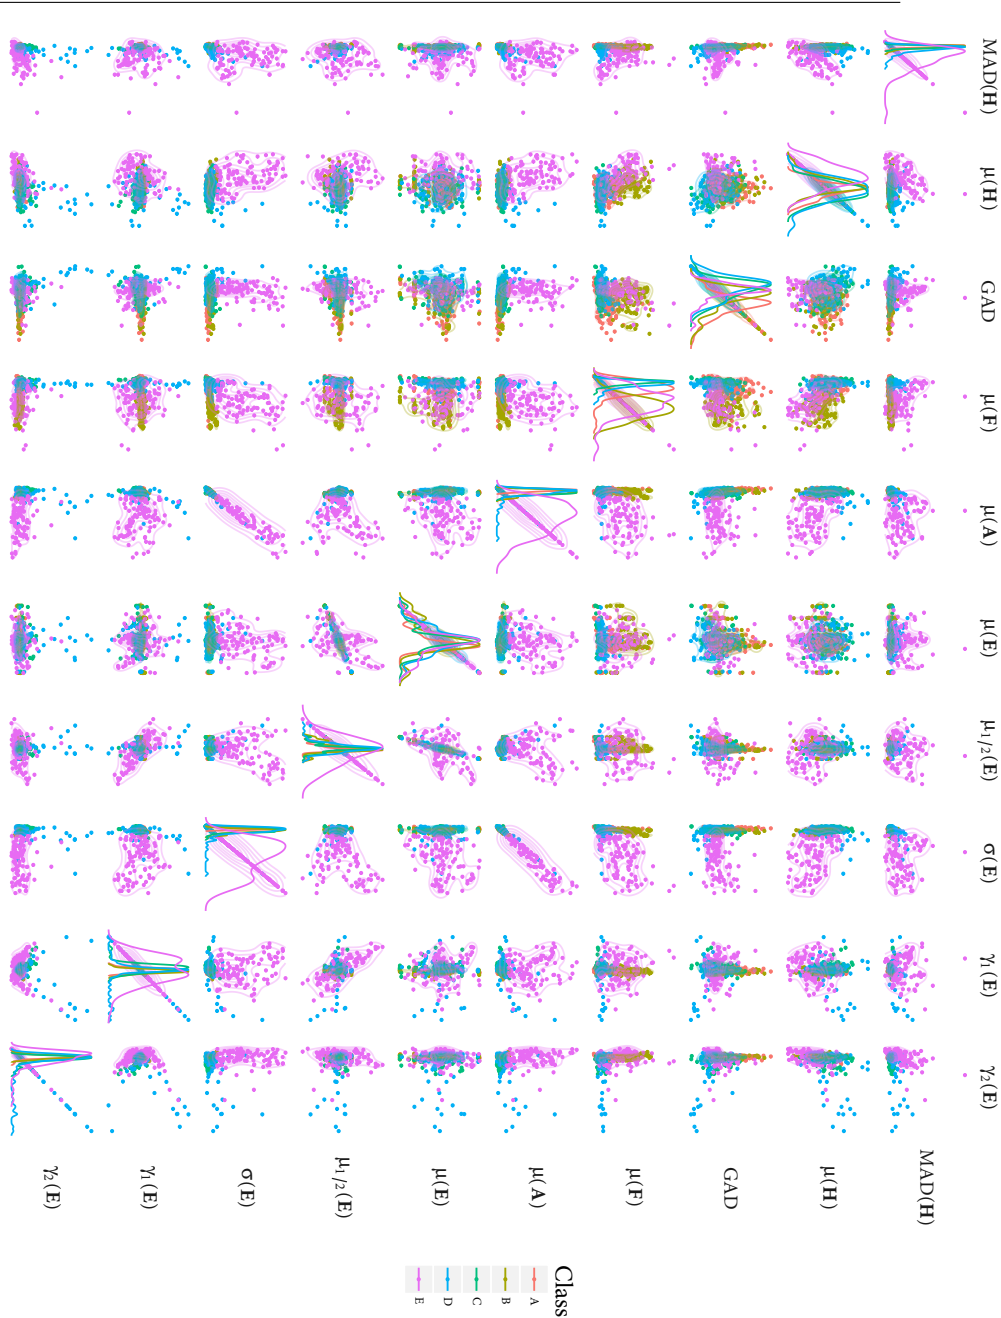 MAD(H)
μ(H)
GAD
μ(F)
μ(A)
μ(E)
μ1/2(E)
σ(E)
γ1(E)
γ2(E)
MAD(H)
μ(H)
GAD
μ(F)
μ(A)
μ(E)
μ1/2(E)
σ(E)
γ1(E)
γ2(E)
Class
A
B
C
D
E